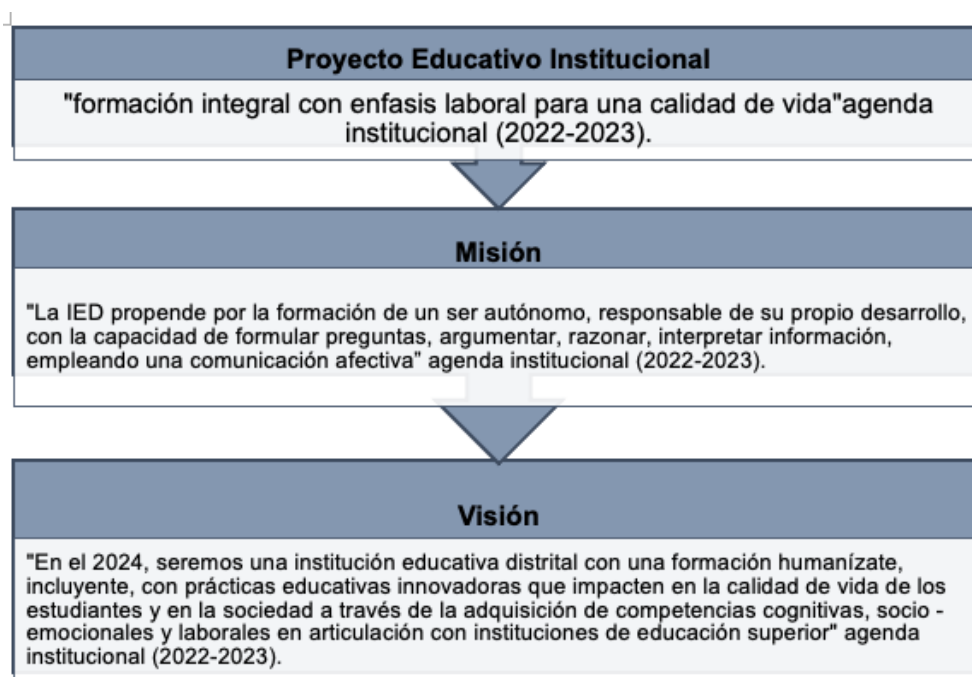 Proyecto Educativo Institucional
"formación integral con enfasis laboral para una calidad de vida"agenda
institucional (2022-2023).
Misión
"La IED propende por la formación de un ser autónomo, responsable de su propio desarrollo,
con la capacidad de formular preguntas, argumentar, razonar, interpretar información,
empleando una comunicación afectiva” agenda institucional (2022-2023).
Visión
"En el 2024, seremos una institución educativa distrital con una formación humanízate,
incluyente, con prácticas educativas innovadoras que impacten en la calidad de vida de los
estudiantes y en la sociedad a través de la adquisición de competencias cognitivas, socio -
emocionales y laborales en articulación con instituciones de educación superior" agenda
institucional (2022-2023).